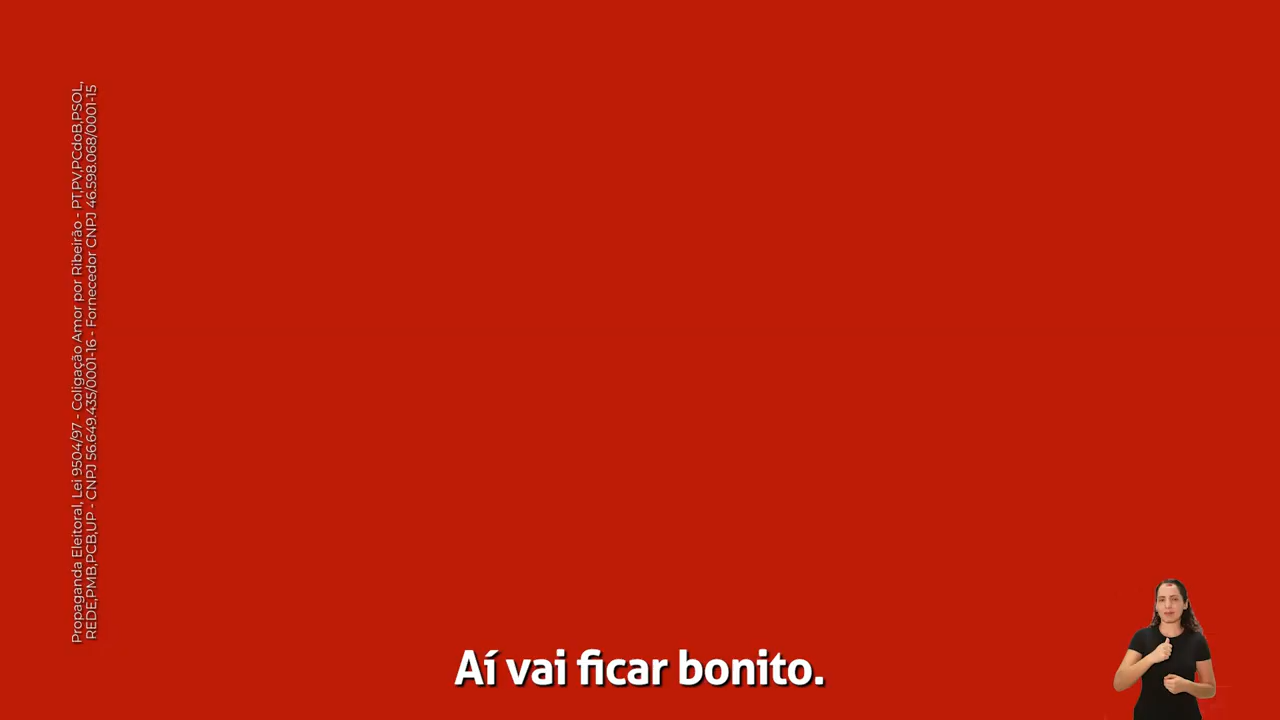 Propaganda Eleitoral, Lei 9504/97 - Coligação Amor por Ribeirão - PT,PV,PCdoB,PSOL,
REDE,PMB,PCB,UP - CNPJ 56.649.435/0001-16 - Fornecedor CNPJ 46.598.068/0001-15
Aí vai ficar bonito.